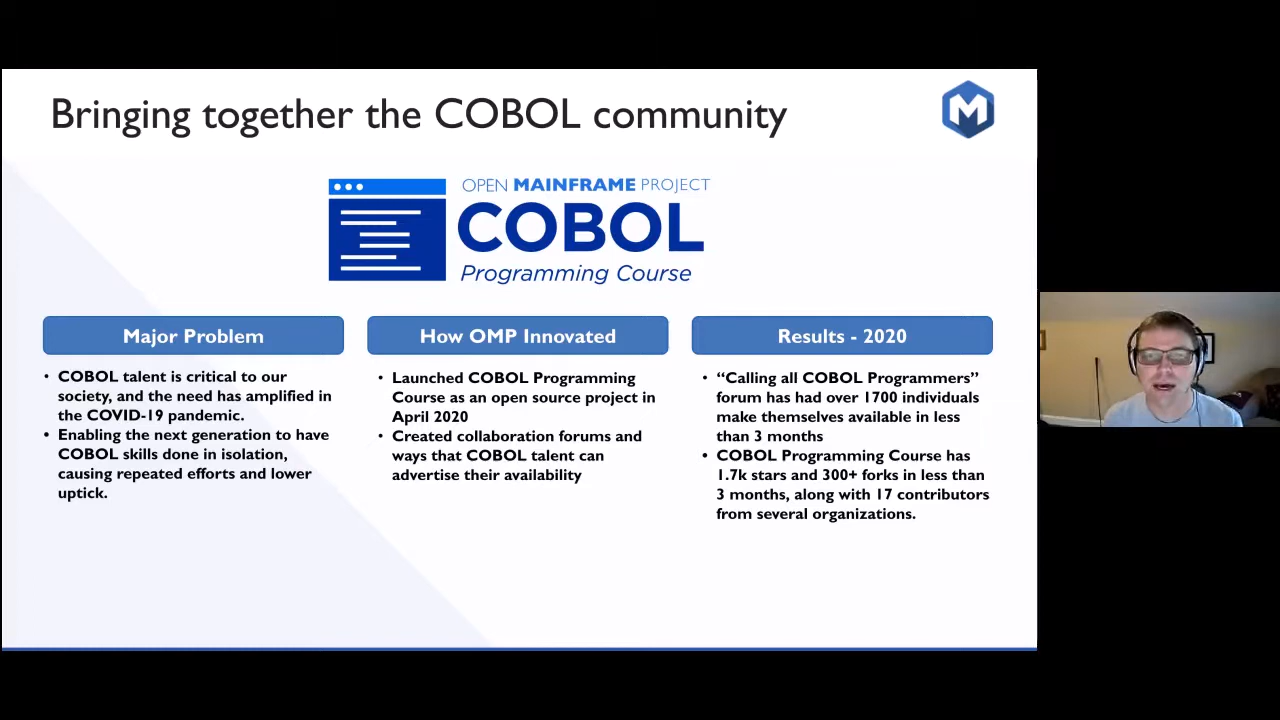 Bringing together the COBOL community
M
OPEN MAINFRAME PROJECT
COBOL
Programming Course
Major Problem
• COBOL talent is critical to our
society, and the need has amplified in
the COVID-19 pandemic.
• Enabling the next generation to have
COBOL skills done in isolation,
causing repeated efforts and lower
uptick.
How OMP Innovated
• Launched COBOL Programming
Course as an open source project in
April 2020
• Created collaboration forums and
ways that COBOL talent can
advertise their availability
Results - 2020
• “Calling all COBOL Programmers”
forum has had over 1700 individuals
make themselves available in less
than 3 months
• COBOL Programming Course has
1.7k stars and 300+ forks in less than
3 months, along with 17 contributors
from several organizations.